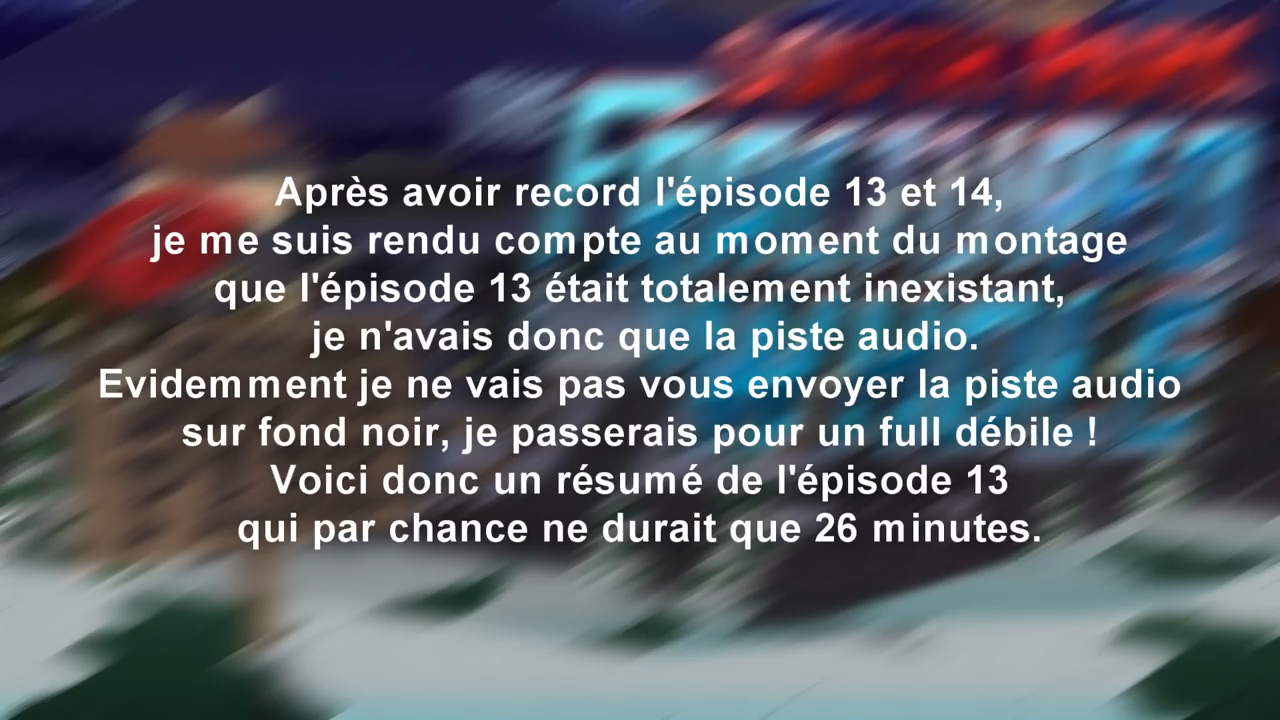 Après avoir record l'épisode 13 et 14,
je me suis rendu compte au moment du montage
que l'épisode 13 était totalement inexistant,
je n'avais donc que la piste audio.
Evidemment je ne vais pas vous envoyer la piste audio
sur fond noir, je passerais pour un full débile !
Voici donc un résumé de l'épisode 13
qui par chance ne durait que 26 minutes.